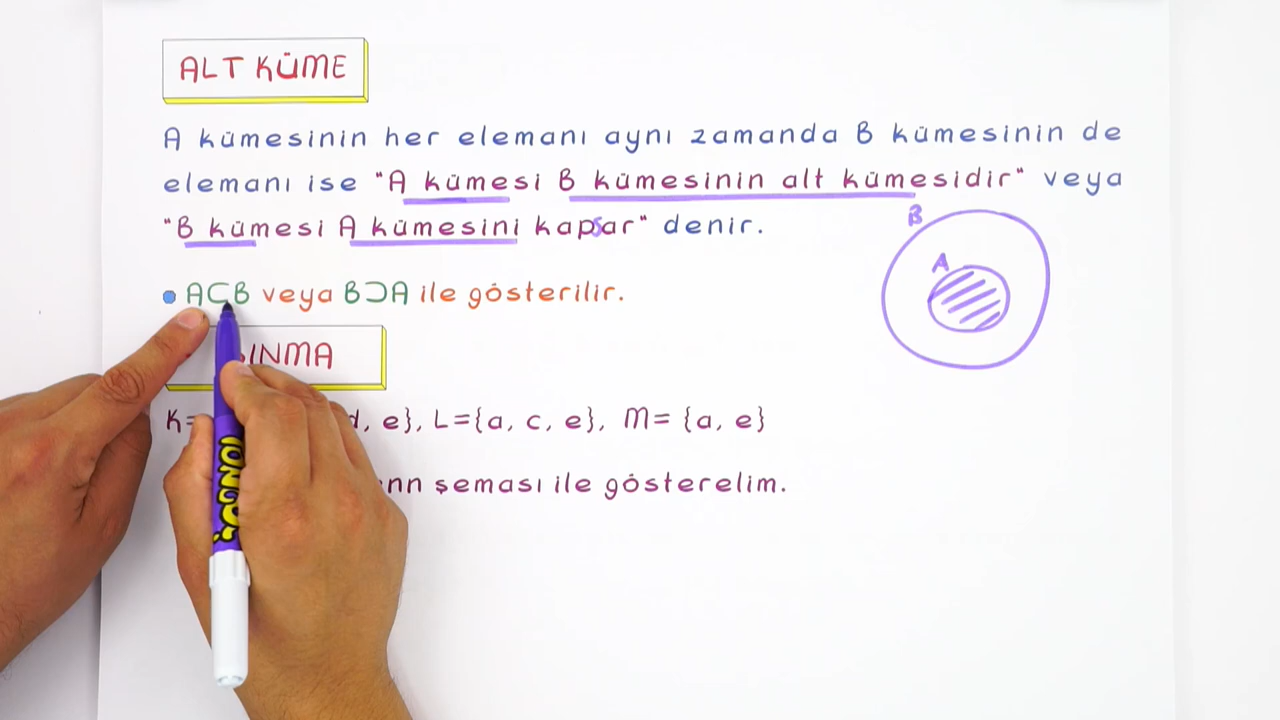 ALT KÜME
A kümesinin her elemanı aynı zamanda B kümesinin de
elemanı ise "A kümesi B kümesinin alt kümesidir" veya
"B kümesi A kümesini kapsar" denir.
B
A
A⊂B veya B⊃A ile gösterilir.
K= d, e}, L={a, c, e}, M= {a, e}
şeması ile gösterelim.